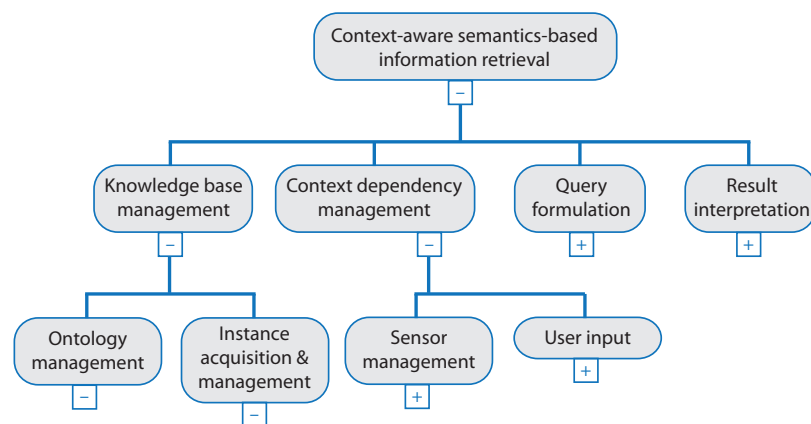 Context-aware semantics-based
information retrieval
−
Knowledge base
management
−
Context dependency
management
−
Query
formulation
+
Result
interpretation
+
Ontology
management
−
Instance
acquisition &
management
−
Sensor
management
+
User input
+